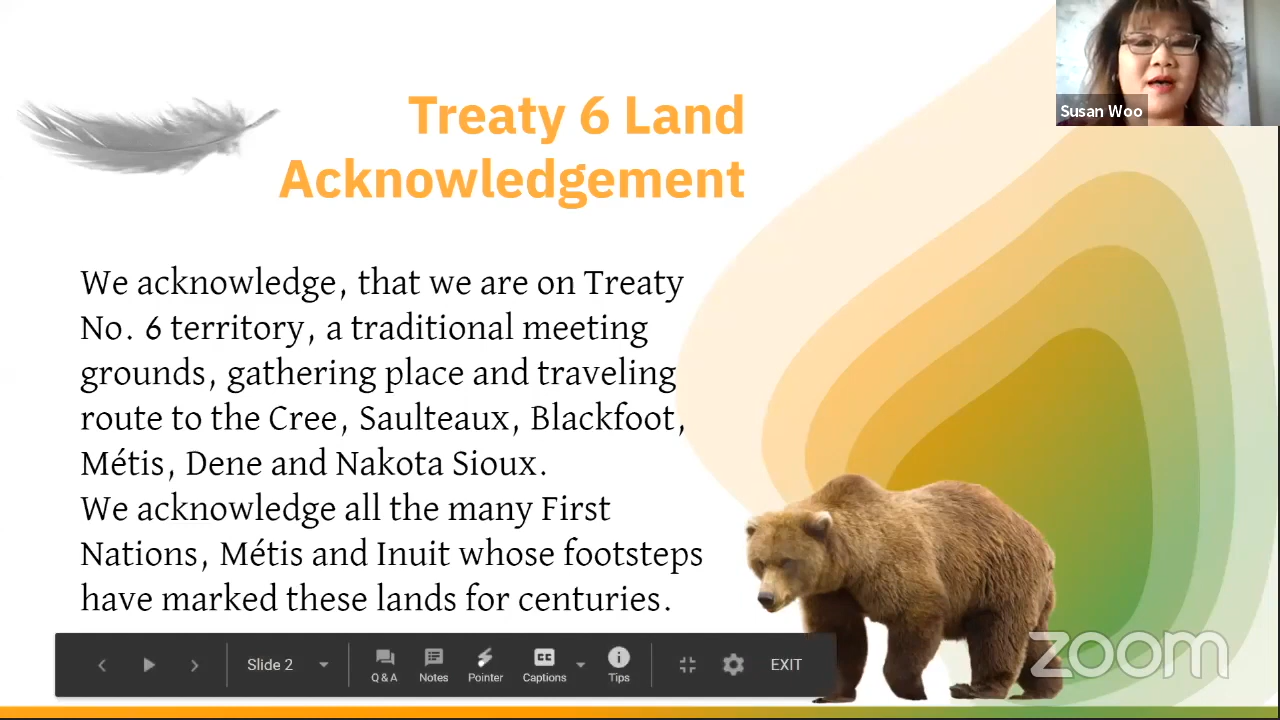 Susan Woo
Treaty 6 Land
Acknowledgement
We acknowledge, that we are on Treaty
No. 6 territory, a traditional meeting
grounds, gathering place and traveling
route to the Cree, Saulteaux, Blackfoot,
Métis, Dene and Nakota Sioux.
We acknowledge all the many First
Nations, Métis and Inuit whose footsteps
have marked these lands for centuries.
Slide 2
Q & A
Notes
Pointer
CC
Captions
Tips
EXIT
zoom